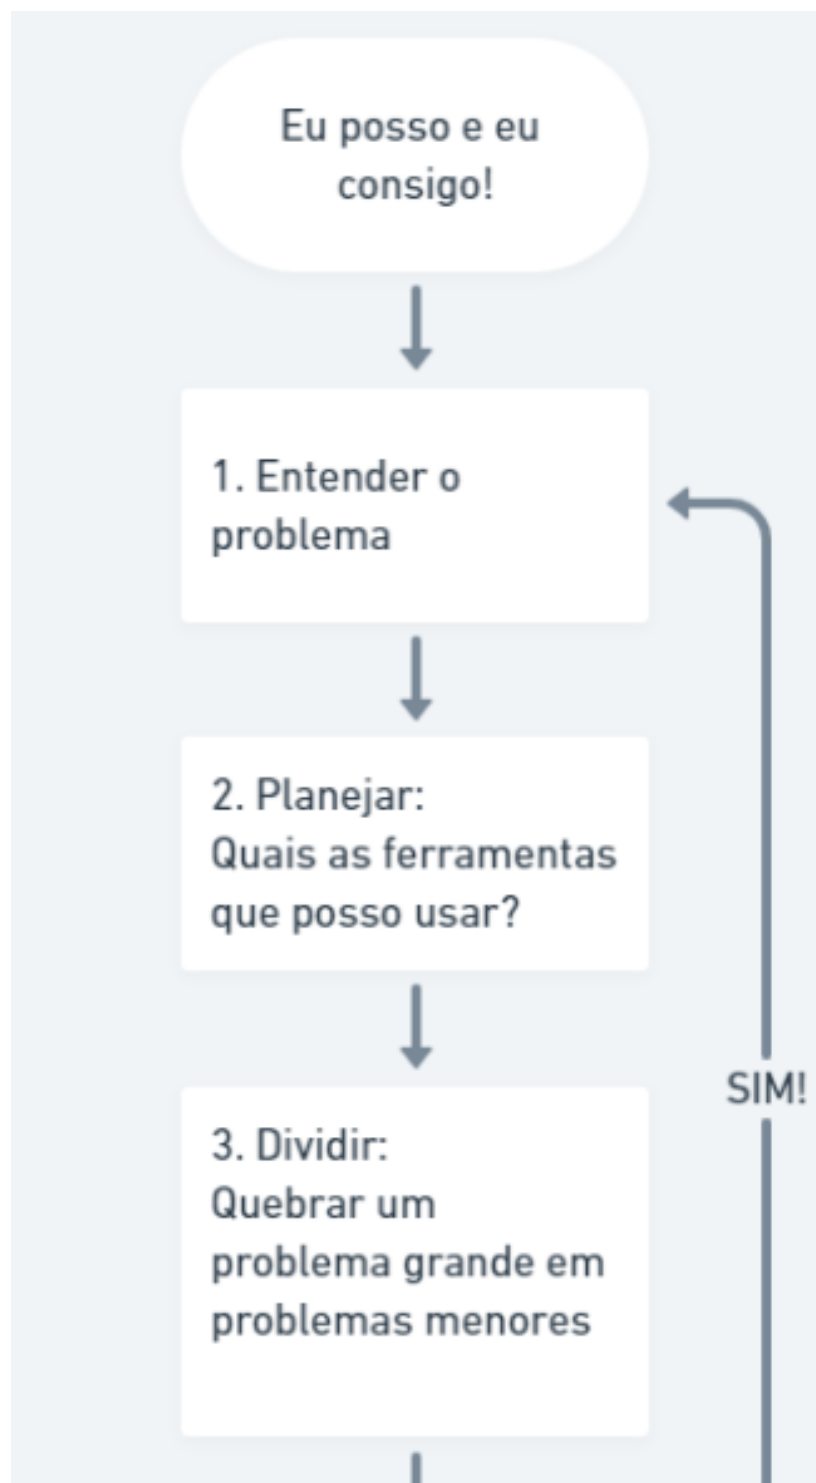 Eu posso e eu
consigo!
1. Entender o
problema
2. Planejar:
Quais as ferramentas
que posso usar?
SIM!
3. Dividir:
Quebrar um
problema grande em
problemas menores